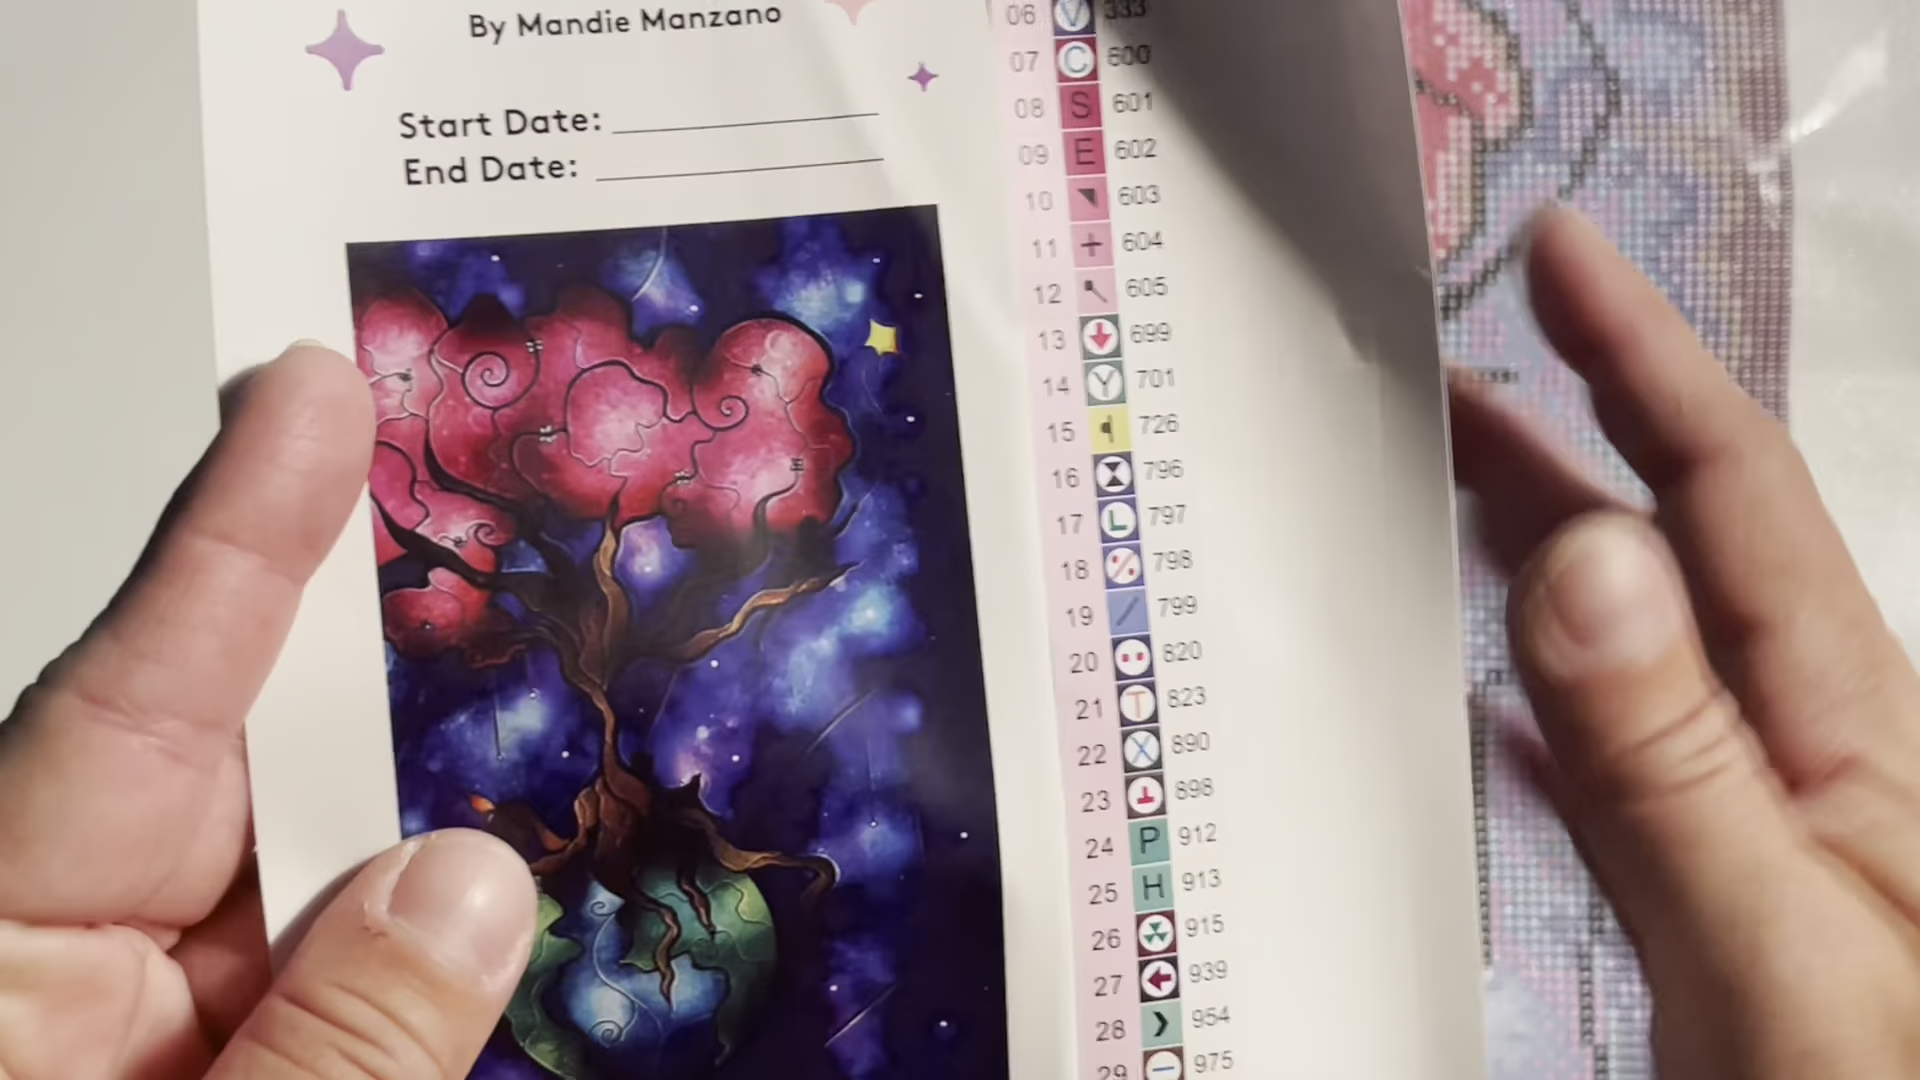 By Mandie Manzano
Start Date:
End Date:
06 V 333
07 C 600
08 S 601
09 E 602
10 603
11 + 604
12 605
13 699
14 Y 701
15 726
16 796
17 L 797
18 % 798
19 / 799
20 820
21 T 823
22 X 890
23 898
24 P 912
25 H 913
26 915
27 939
28 954
29 975